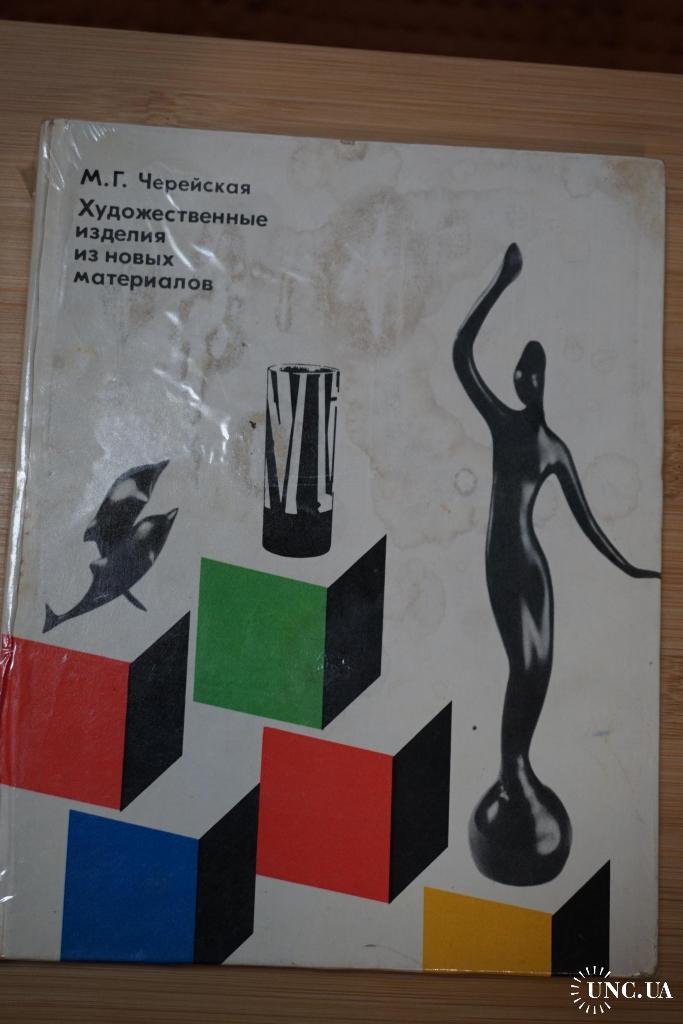 М.Г. Черейская
Художественные
изделия
из новых
материалов
UNC.UA